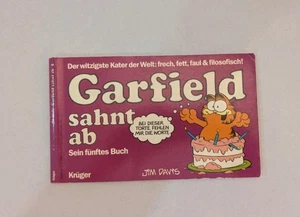 Der witzigste Kater der Welt: frech, fett, faul & filosofisch!
Garfield
sahnt
ab
BEI DIESER
TORTE FEHLEN
MIR DIE WORTE
Sein fünftes Buch
Krüger
JIM DAVIS